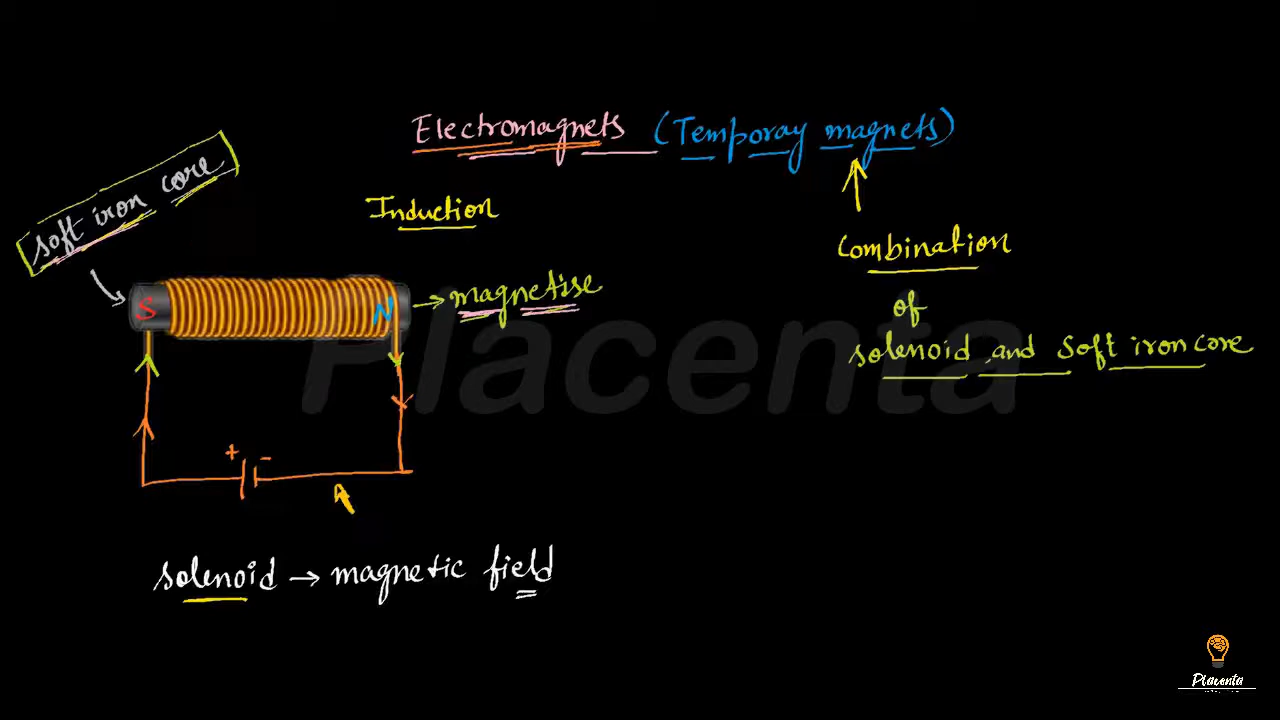 Electromagnets (Temporay magnets)
soft iron core
Induction
Combination
of
solenoid and soft iron core
S
N → magnetise
+ -
solenoid → magnetic field
Placenta
Placenta